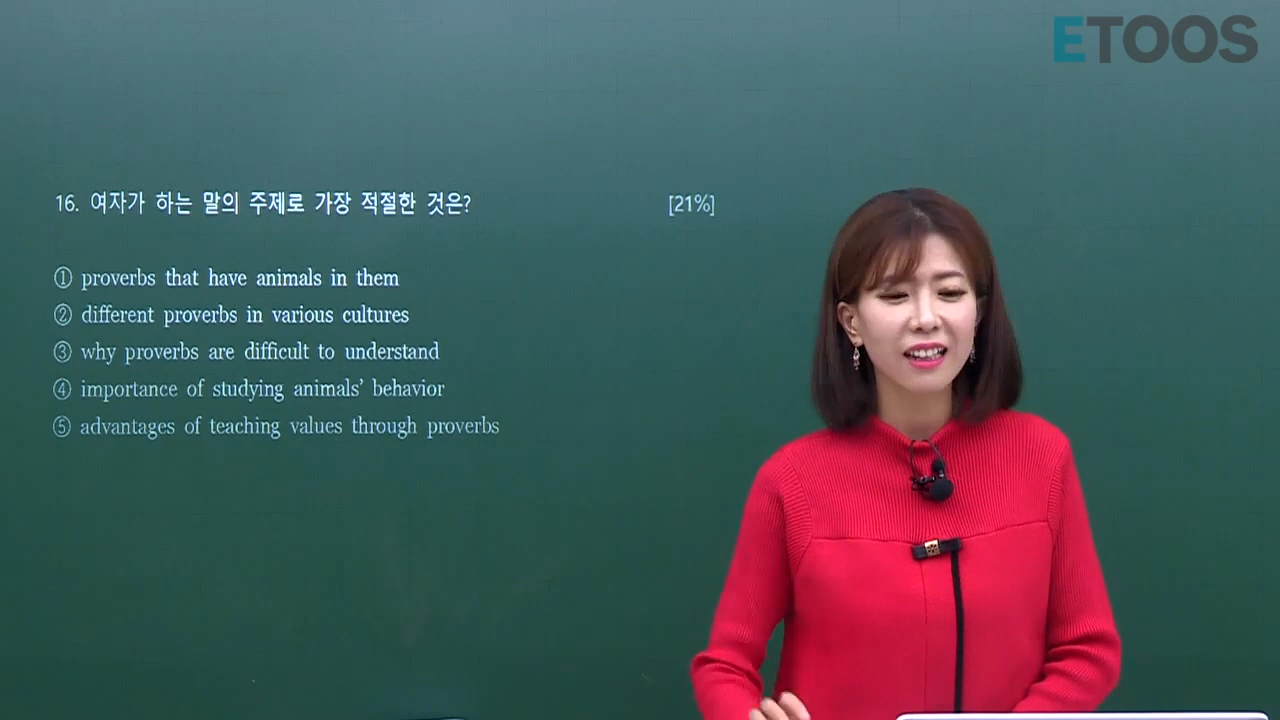 ETOOS
16. 여자가 하는 말의 주제로 가장 적절한 것은? [21%]
① proverbs that have animals in them
② different proverbs in various cultures
③ why proverbs are difficult to understand
④ importance of studying animals' behavior
⑤ advantages of teaching values through proverbs